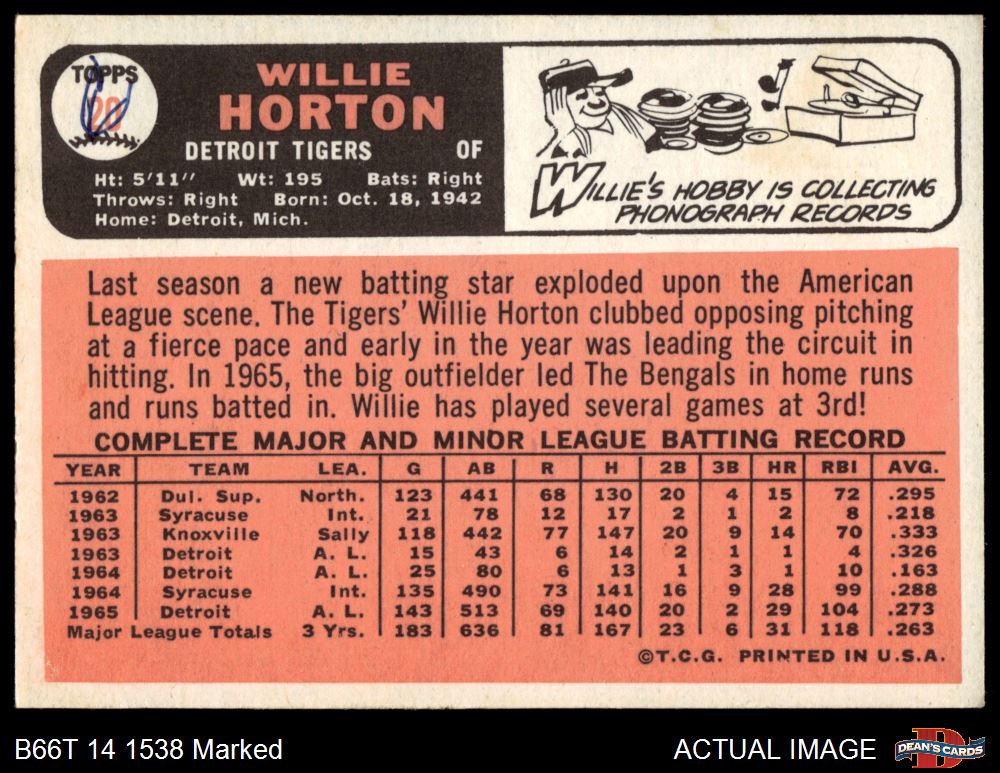 TOPPS
20
WILLIE
HORTON
DETROIT TIGERS OF
Ht: 5'11" Wt: 195 Bats: Right
Throws: Right Born: Oct. 18, 1942
Home: Detroit, Mich.
WILLIE'S HOBBY IS COLLECTING
PHONOGRAPH RECORDS
Last season a new batting star exploded upon the American
League scene. The Tigers' Willie Horton clubbed opposing pitching
at a fierce pace and early in the year was leading the circuit in
hitting. In 1965, the big outfielder led The Bengals in home runs
and runs batted in. Willie has played several games at 3rd!
COMPLETE MAJOR AND MINOR LEAGUE BATTING RECORD
YEAR TEAM LEA. G AB R H 2B 3B HR RBI AVG.
1962 Dul. Sup. North. 123 441 68 130 20 4 15 72 .295
1963 Syracuse Int. 21 78 12 17 2 1 2 8 .218
1963 Knoxville Sally 118 442 77 147 20 9 14 70 .333
1963 Detroit A. L. 15 43 6 14 2 1 1 4 .326
1964 Detroit A. L. 25 80 6 13 1 3 1 10 .163
1964 Syracuse Int. 135 490 73 141 16 9 28 99 .288
1965 Detroit A. L. 143 513 69 140 20 2 29 104 .273
Major League Totals 3 Yrs. 183 636 81 167 23 6 31 118 .263
©T.C.G. PRINTED IN U.S.A.
B66T 14 1538 Marked ACTUAL IMAGE DEAN'S CARDS